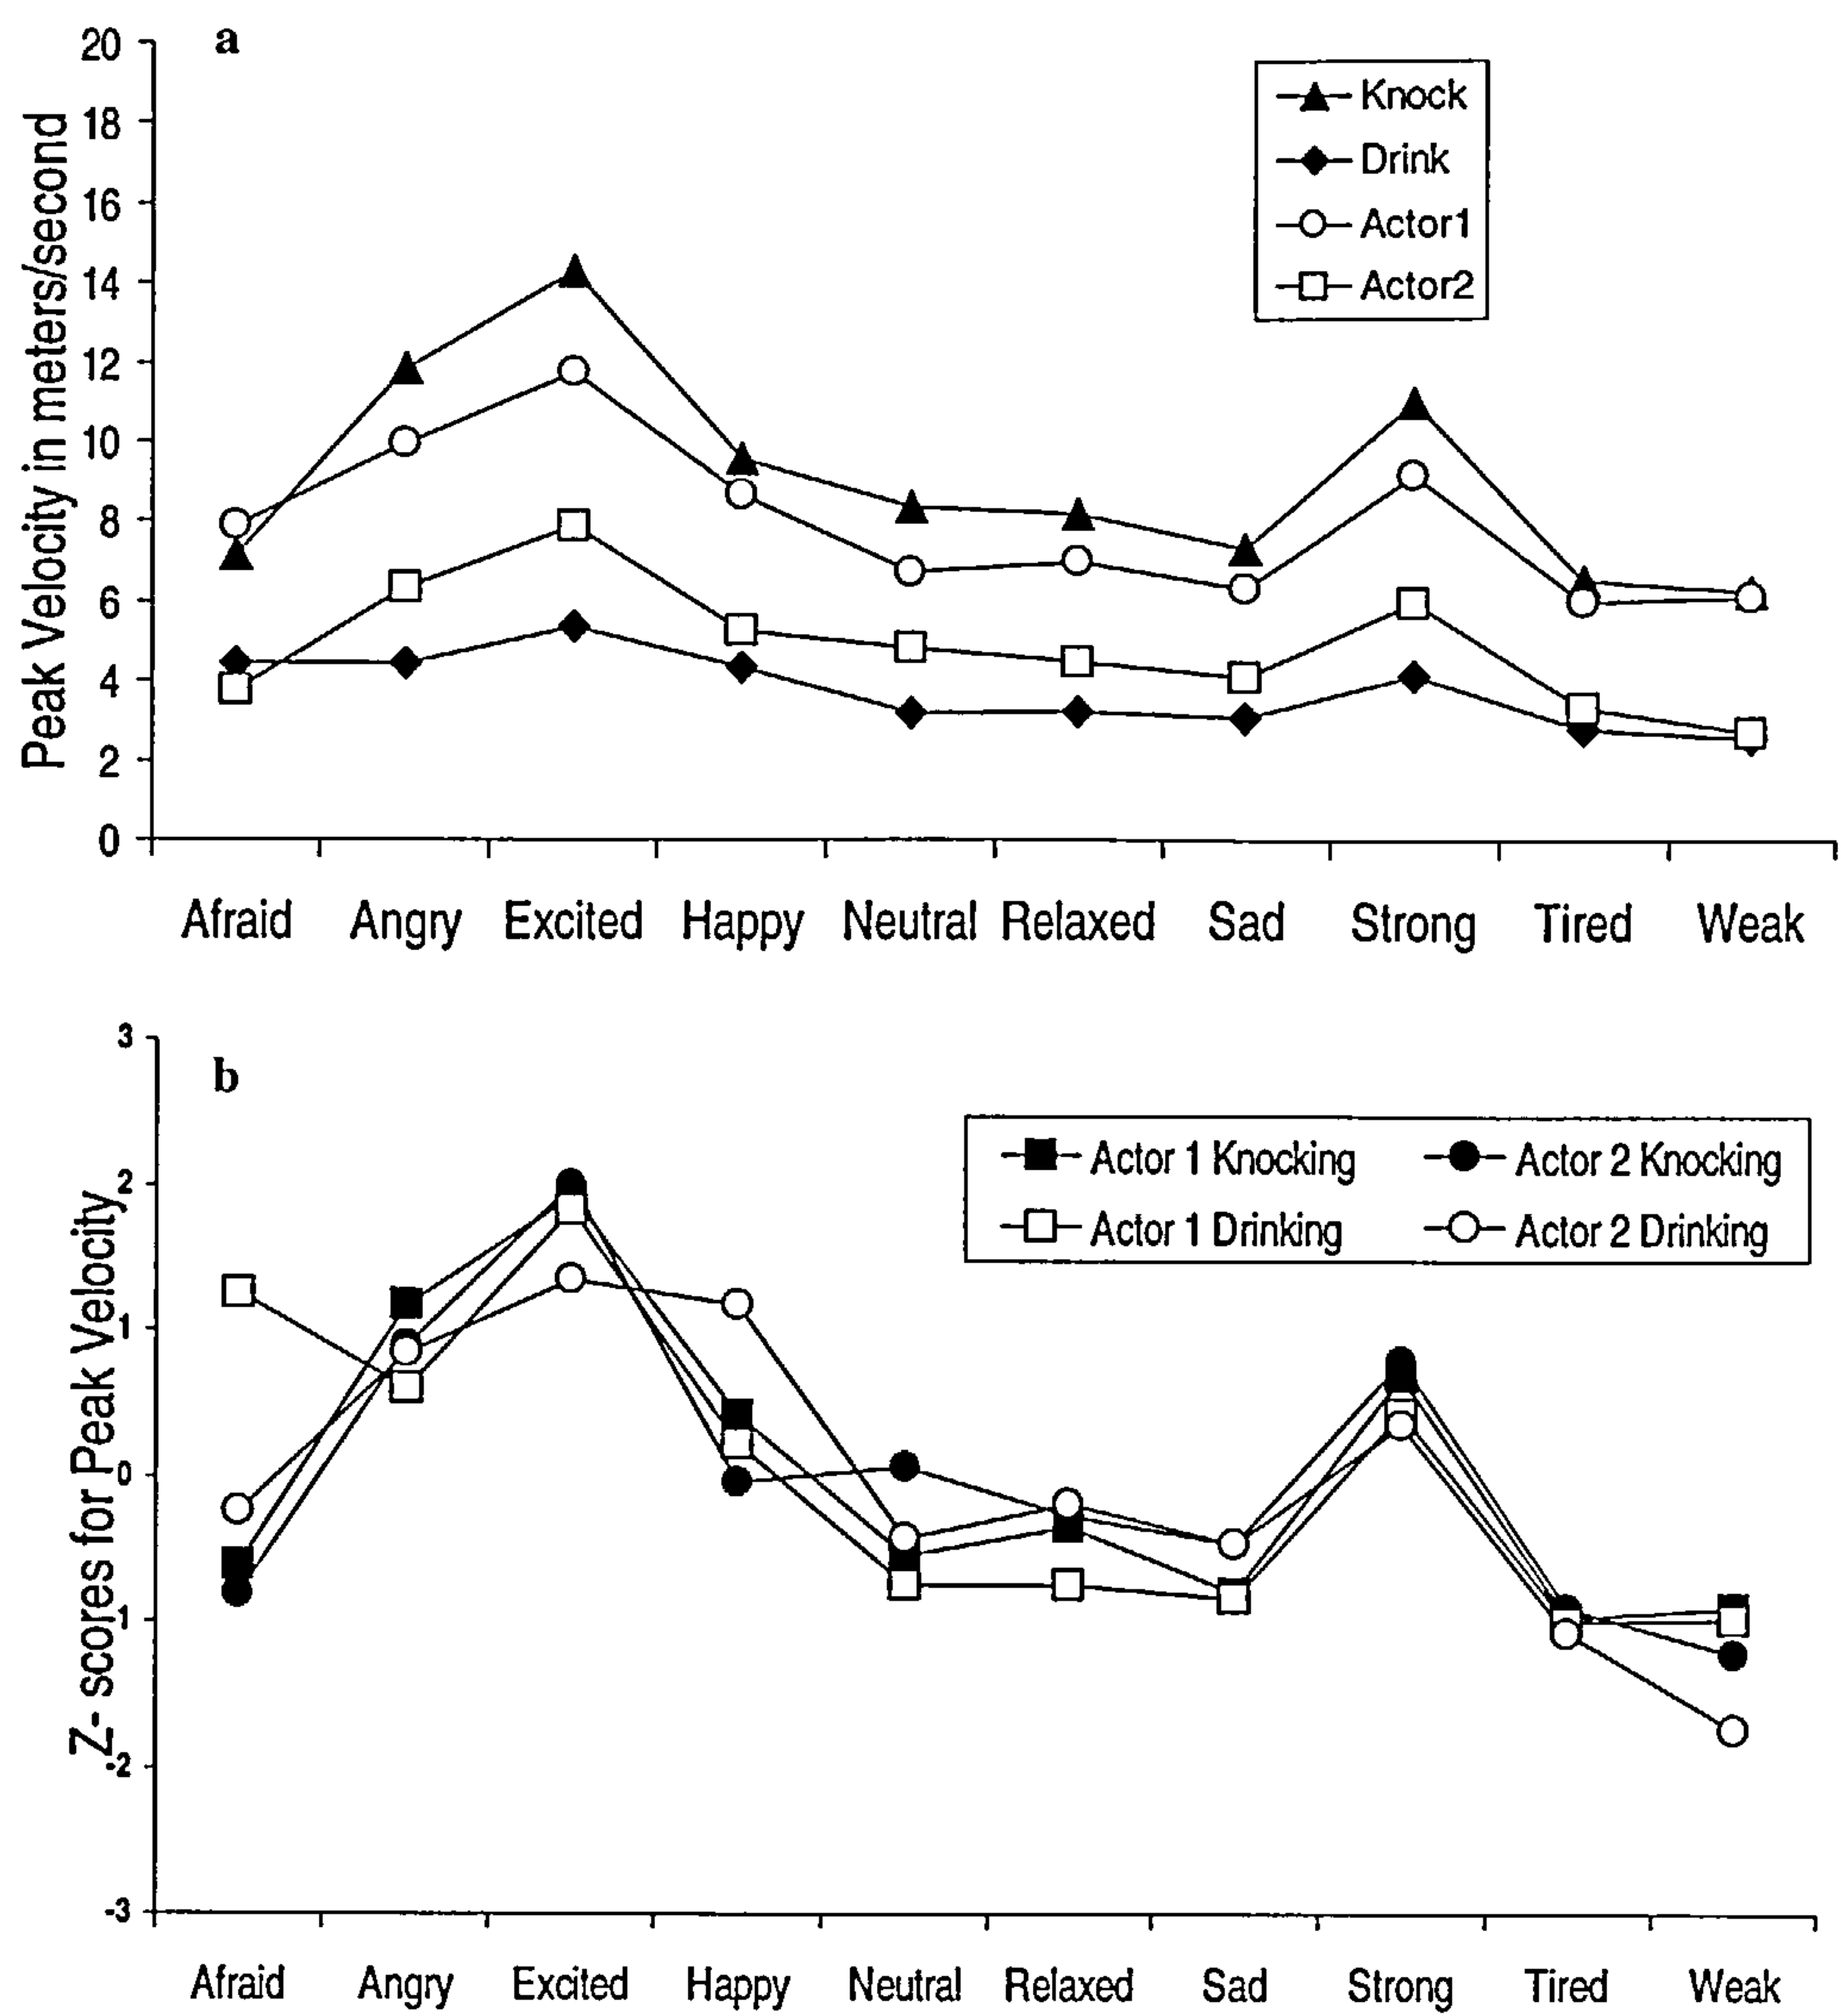 a
Peak Velocity in meters/second
20
18
16
14
12
10
8
6
4
2
0
Knock
Drink
Actor1
Actor2
Afraid Angry Excited Happy Neutral Relaxed Sad Strong Tired Weak
b
Z- scores for Peak Velocity
3
2
1
0
-1
-2
-3
Actor 1 Knocking Actor 2 Knocking
Actor 1 Drinking Actor 2 Drinking
Afraid Angry Excited Happy Neutral Relaxed Sad Strong Tired Weak